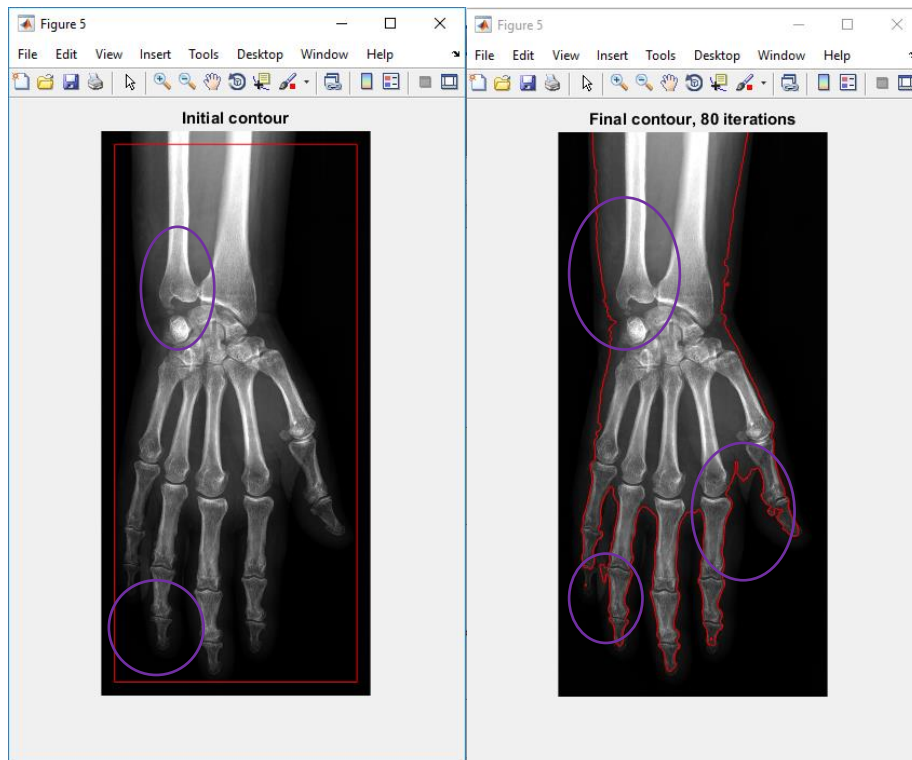 Figure 5
File Edit View Insert Tools Desktop Window Help
Initial contour
Figure 5
File Edit View Insert Tools Desktop Window Help
Final contour, 80 iterations